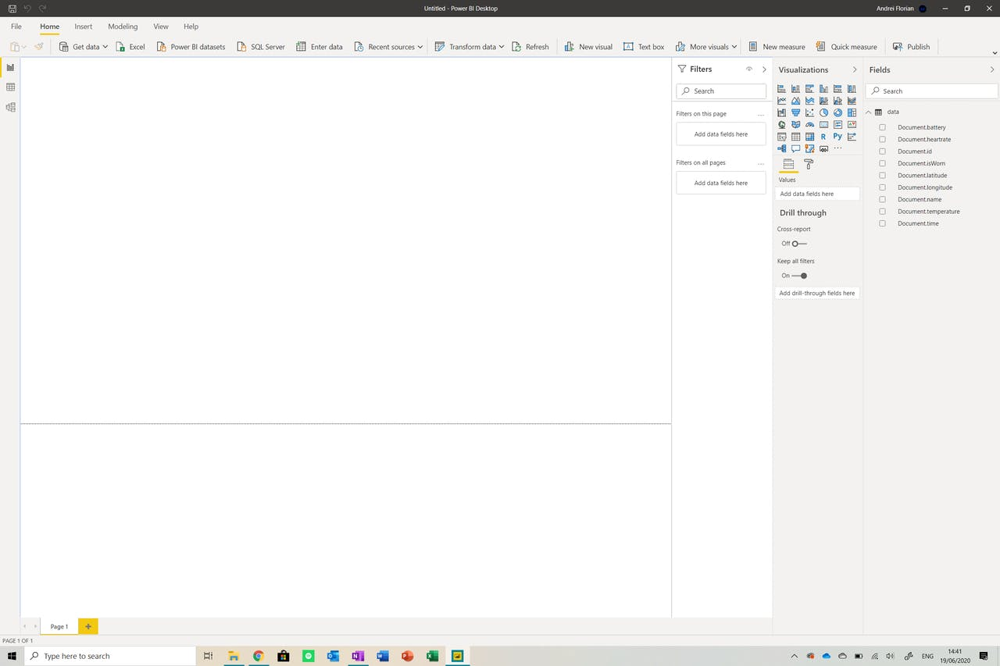 Untitled - Power BI Desktop
Andrei Florian
File Home Insert Modeling View Help
Get data Excel Power BI datasets SQL Server Enter data Recent sources Transform data Refresh New visual Text box More visuals New measure Quick measure Publish
Filters
Search
Filters on this page
...
Add data fields here
Filters on all pages
...
Add data fields here
Visualizations
R Py
...
Values
Add data fields here
Drill through
Cross-report
Off
Keep all filters
On
Add drill-through fields here
Fields
Search
data
Document.battery
Document.heartrate
Document.id
Document.isWorn
Document.latitude
Document.longitude
Document.name
Document.temperature
Document.time
Page 1
+
PAGE 1 OF 1
Type here to search
ENG
14:41
19/06/2020